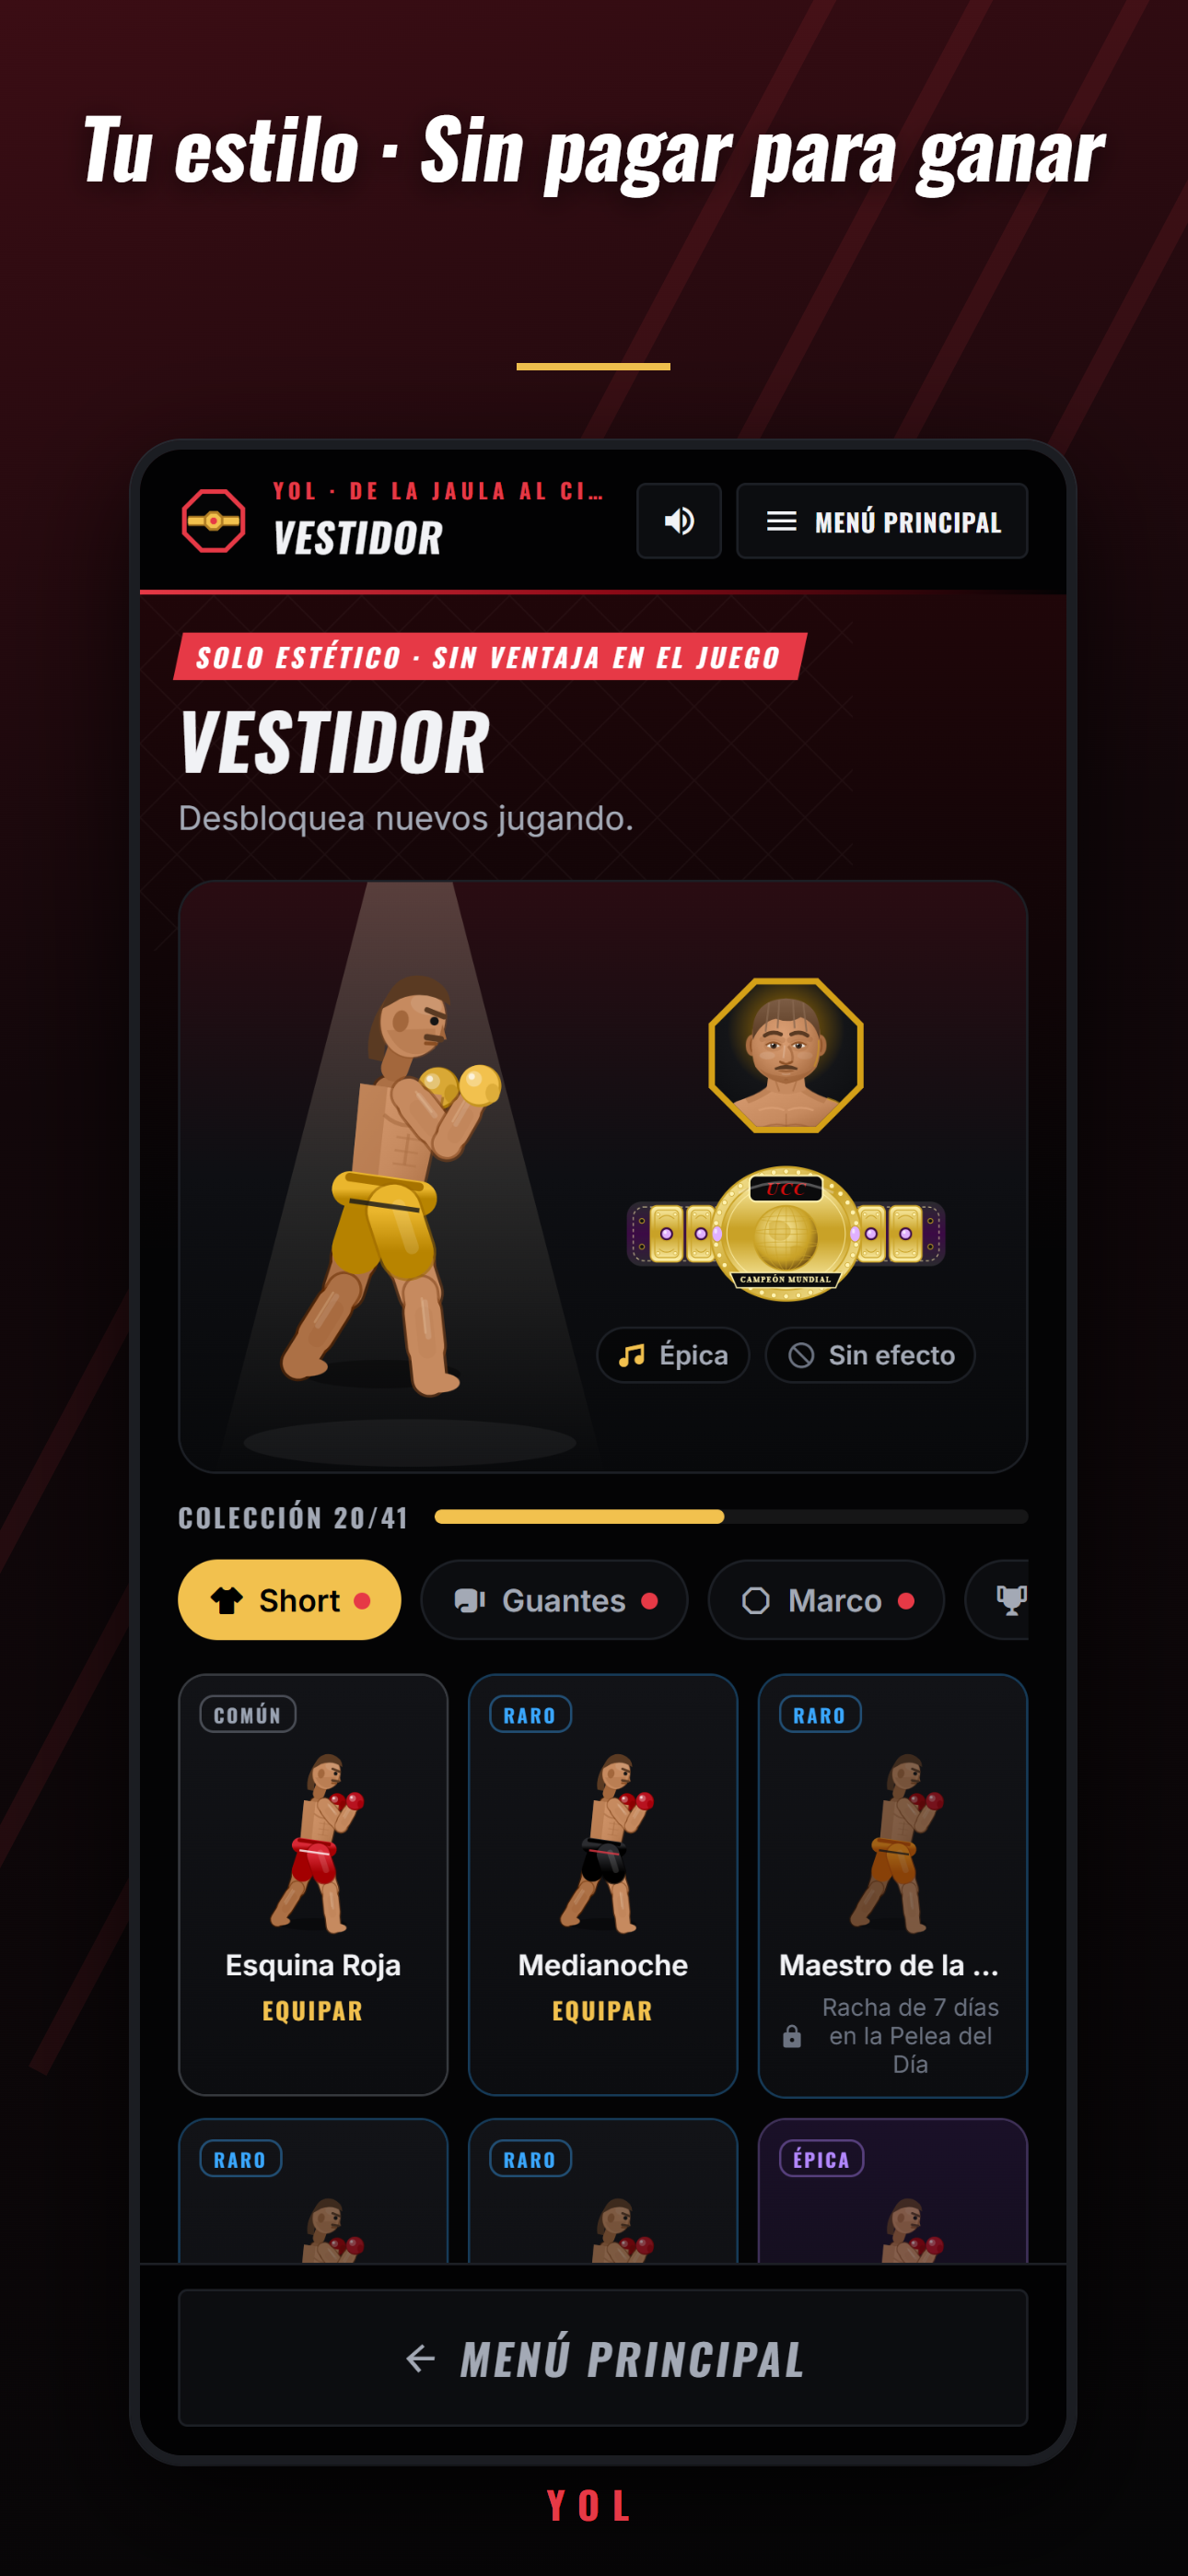 Tu estilo · Sin pagar para ganar
YOL · DE LA JAULA AL CI...
VESTIDOR
MENÚ PRINCIPAL
SOLO ESTÉTICO · SIN VENTAJA EN EL JUEGO
VESTIDOR
Desbloquea nuevos jugando.
UCC
CAMPEÓN MUNDIAL
Épica
Sin efecto
COLECCIÓN 20/41
Short
Guantes
Marco
COMÚN
RARO
RARO
Esquina Roja
Medianoche
Maestro de la ...
EQUIPAR
EQUIPAR
Racha de 7 días
en la Pelea del
Día
RARO
RARO
ÉPICA
MENÚ PRINCIPAL
YOL